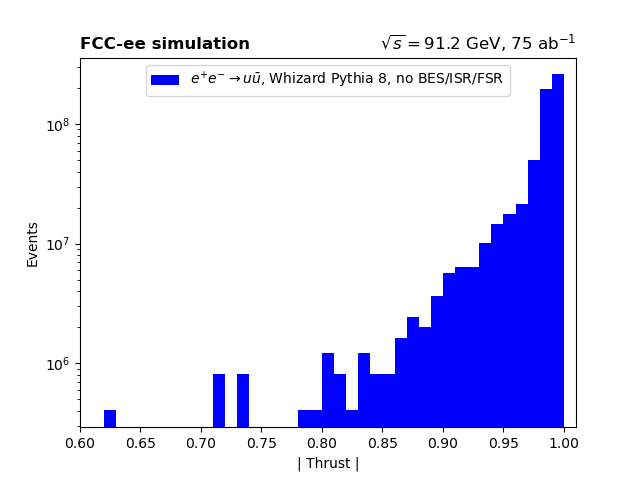 FCC-ee simulation √s = 91.2 GeV, 75 ab⁻¹
e⁺e⁻ → uū, Whizard Pythia 8, no BES/ISR/FSR
Events
10⁸
10⁷
10⁶
0.60 0.65 0.70 0.75 0.80 0.85 0.90 0.95 1.00
| Thrust |